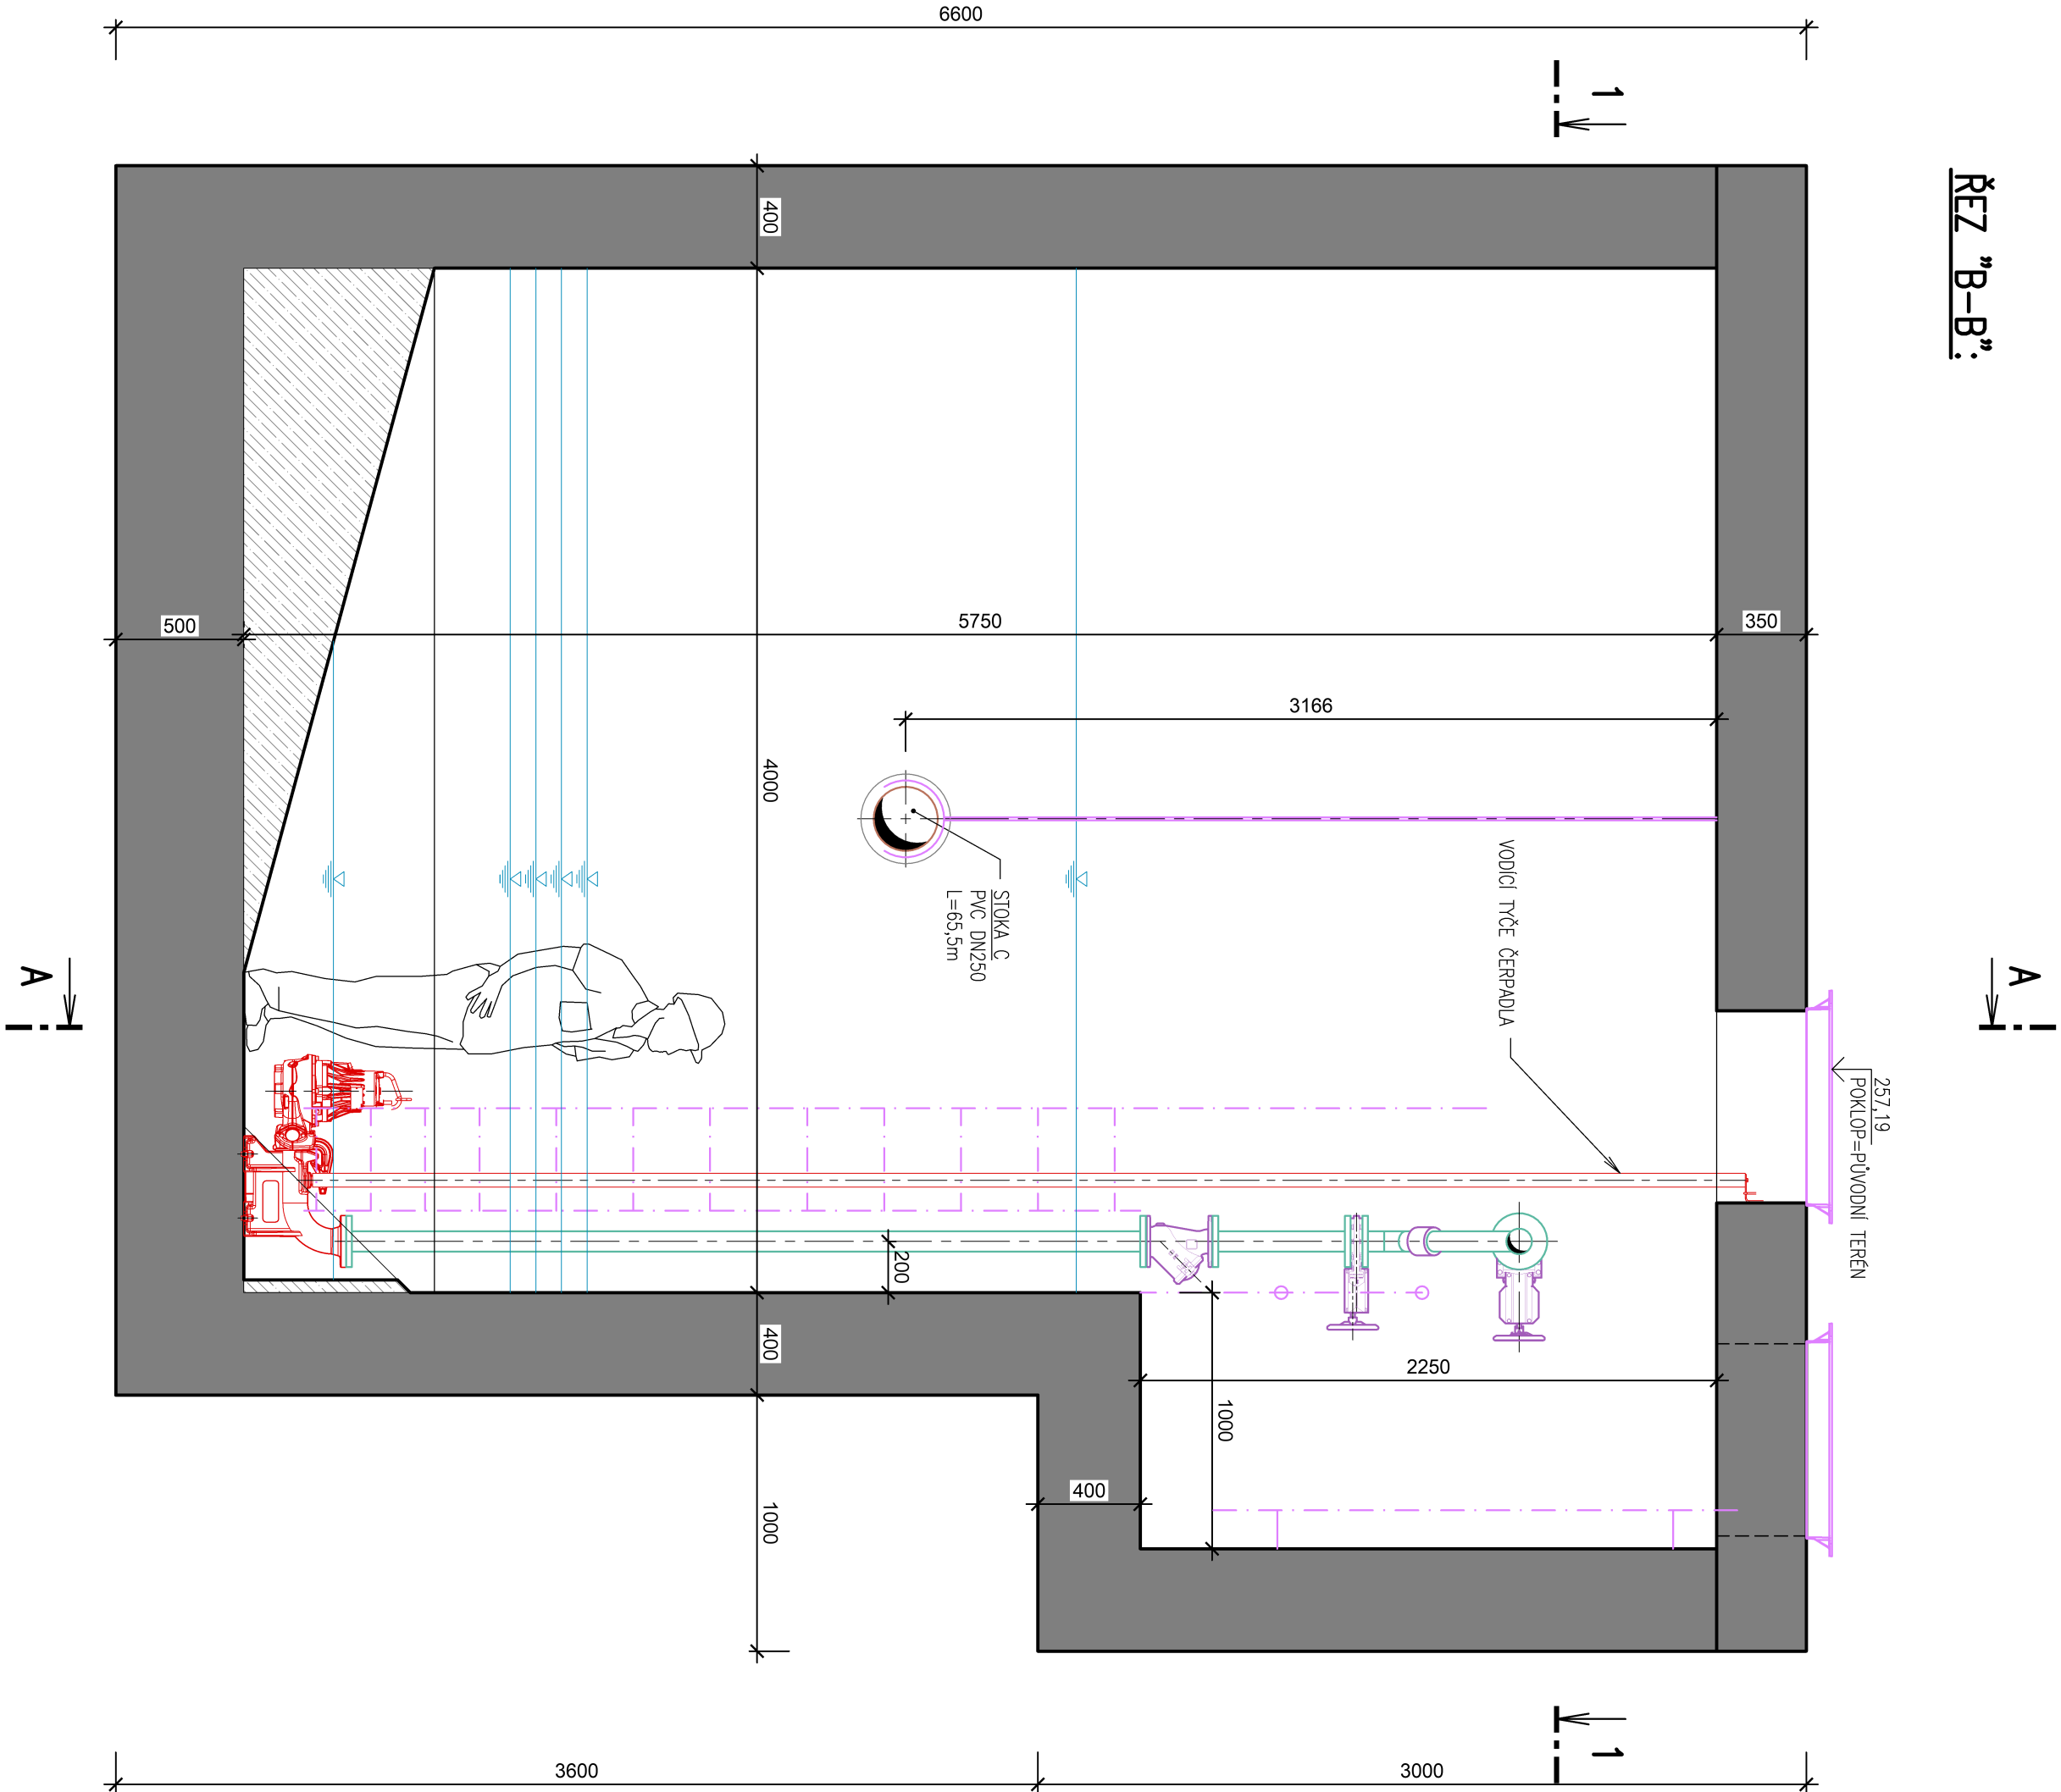 ŘEZ "B-B":
6600
1
400
500
5750
350
3166
4000
VODÍCÍ TYČE ČERPADLA
STOKA C
PVC DN250
L=65,5m
A
A
257,19
POKLOP=PŮVODNÍ TERÉN
200
400
2250
1000
400
1000
1
3600
3000